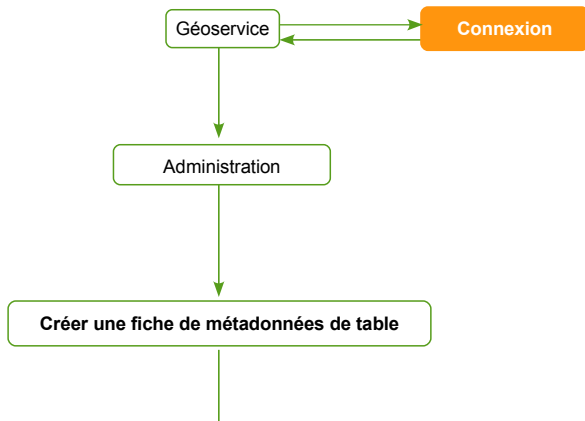 Géoservice
Connexion
Administration
Créer une fiche de métadonnées de table